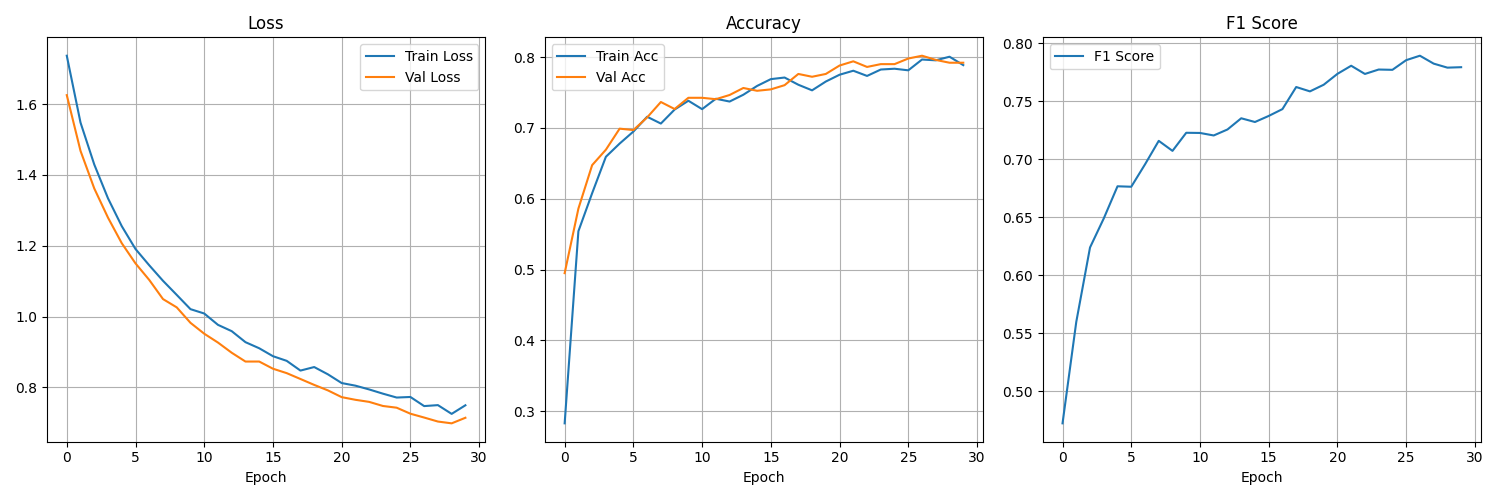 Loss
Train Loss
Val Loss
1.6
1.4
1.2
1.0
0.8
0 5 10 15 20 25 30
Epoch
Accuracy
Train Acc
Val Acc
0.8
0.7
0.6
0.5
0.4
0.3
0 5 10 15 20 25 30
Epoch
F1 Score
F1 Score
0.80
0.75
0.70
0.65
0.60
0.55
0.50
0 5 10 15 20 25 30
Epoch